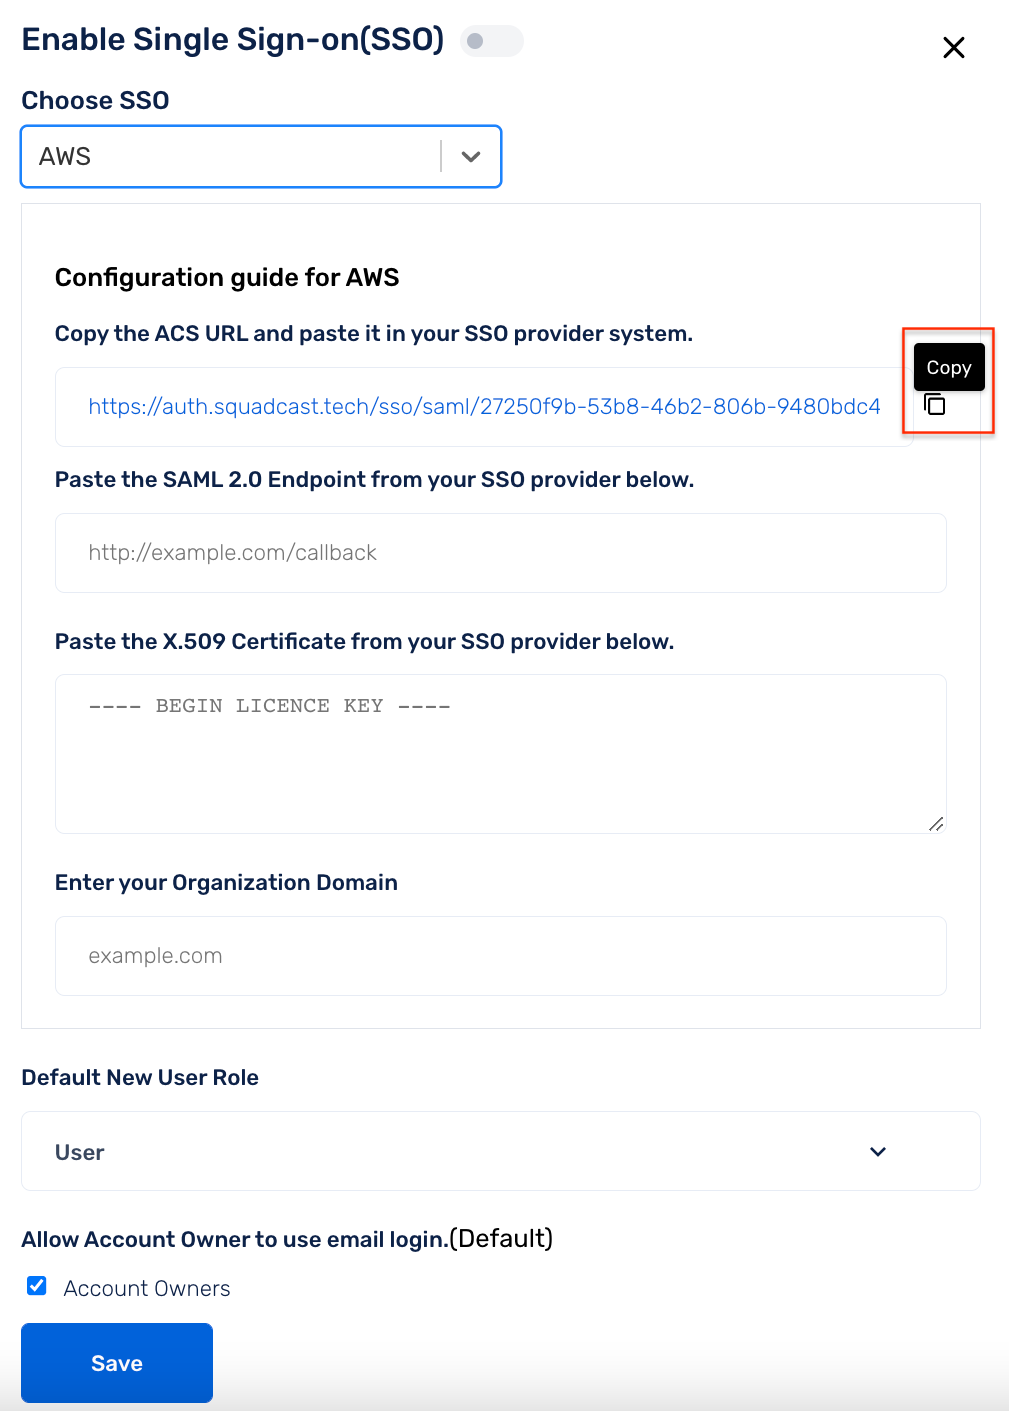 Enable Single Sign-on(SSO)
Choose SSO
AWS
Configuration guide for AWS
Copy the ACS URL and paste it in your SSO provider system.
Copy
https://auth.squadcast.tech/sso/saml/27250f9b-53b8-46b2-806b-9480bdc4
Paste the SAML 2.0 Endpoint from your SSO provider below.
http://example.com/callback
Paste the X.509 Certificate from your SSO provider below.
---- BEGIN LICENCE KEY ----
Enter your Organization Domain
example.com
Default New User Role
User
Allow Account Owner to use email login.(Default)
Account Owners
Save